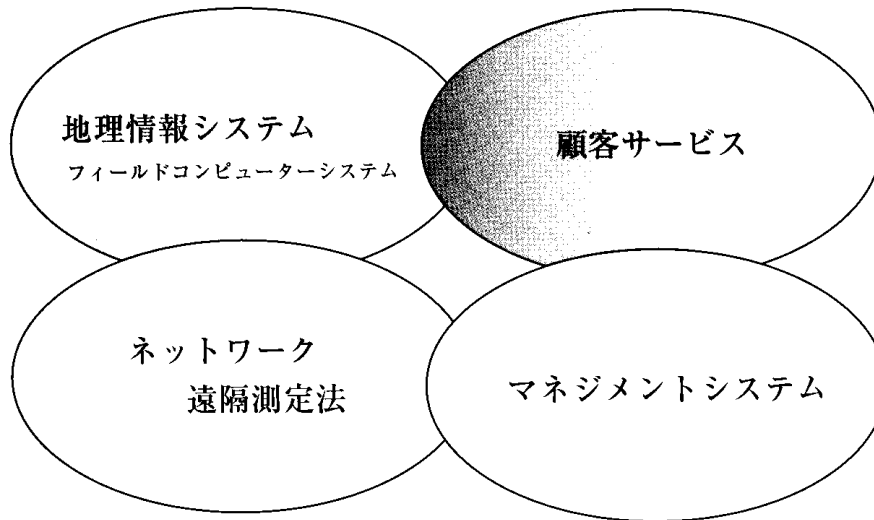 地理情報システム
フィールドコンピューターシステム
顧客サービス
ネットワーク
遠隔測定法
マネジメントシステム